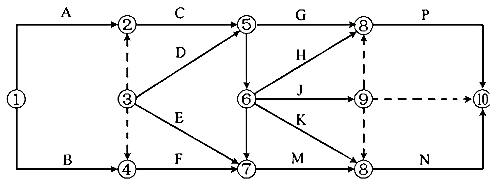 A C G P
② ⑤ ⑧
D H
① ③ ⑥ J ⑨ ⑩
E K
B F M N
④ ⑦ ⑧